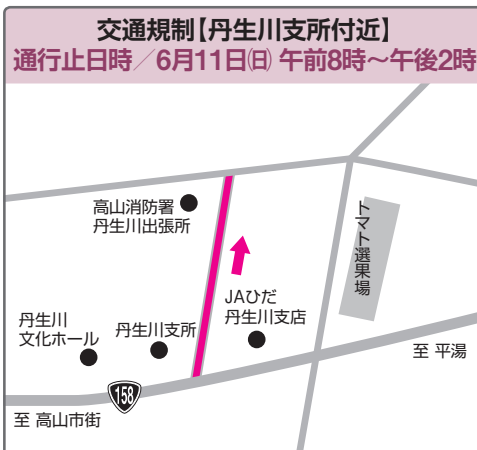 交通規制【丹生川支所付近】
通行止日時／6月11日㈰ 午前8時〜午後2時
高山消防署
丹生川出張所
トマト選果場
JAひだ
丹生川支店
丹生川
文化ホール
丹生川支所
至 平湯
158
至 高山市街